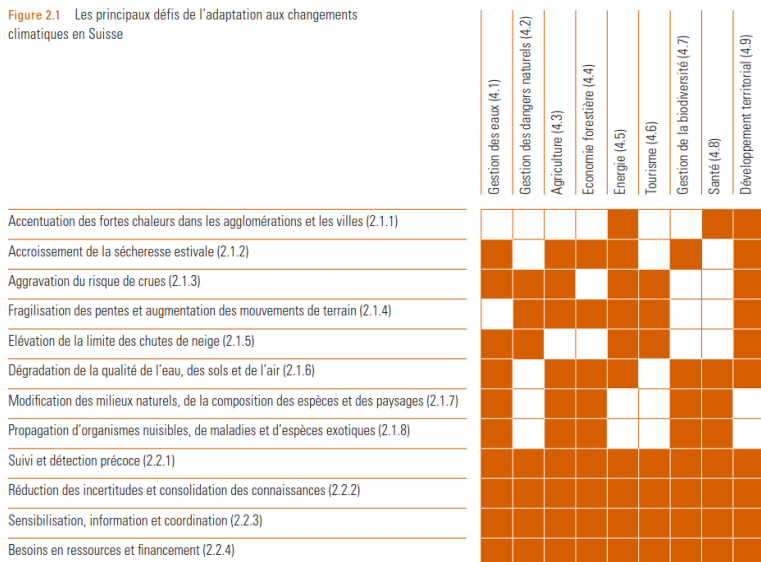 Figure 2.1 Les principaux défis de l'adaptation aux changements
climatiques en Suisse
Gestion des eaux (4.1)
Gestion des dangers naturels (4.2)
Agriculture (4.3)
Economie forestière (4.4)
Energie (4.5)
Tourisme (4.6)
Gestion de la biodiversité (4.7)
Santé (4.8)
Développement territorial (4.9)
Accentuation des fortes chaleurs dans les agglomérations et les villes (2.1.1)
Accroissement de la sécheresse estivale (2.1.2)
Aggravation du risque de crues (2.1.3)
Fragilisation des pentes et augmentation des mouvements de terrain (2.1.4)
Elévation de la limite des chutes de neige (2.1.5)
Dégradation de la qualité de l'eau, des sols et de l'air (2.1.6)
Modification des milieux naturels, de la composition des espèces et des paysages (2.1.7)
Propagation d'organismes nuisibles, de maladies et d'espèces exotiques (2.1.8)
Suivi et détection précoce (2.2.1)
Réduction des incertitudes et consolidation des connaissances (2.2.2)
Sensibilisation, information et coordination (2.2.3)
Besoins en ressources et financement (2.2.4)